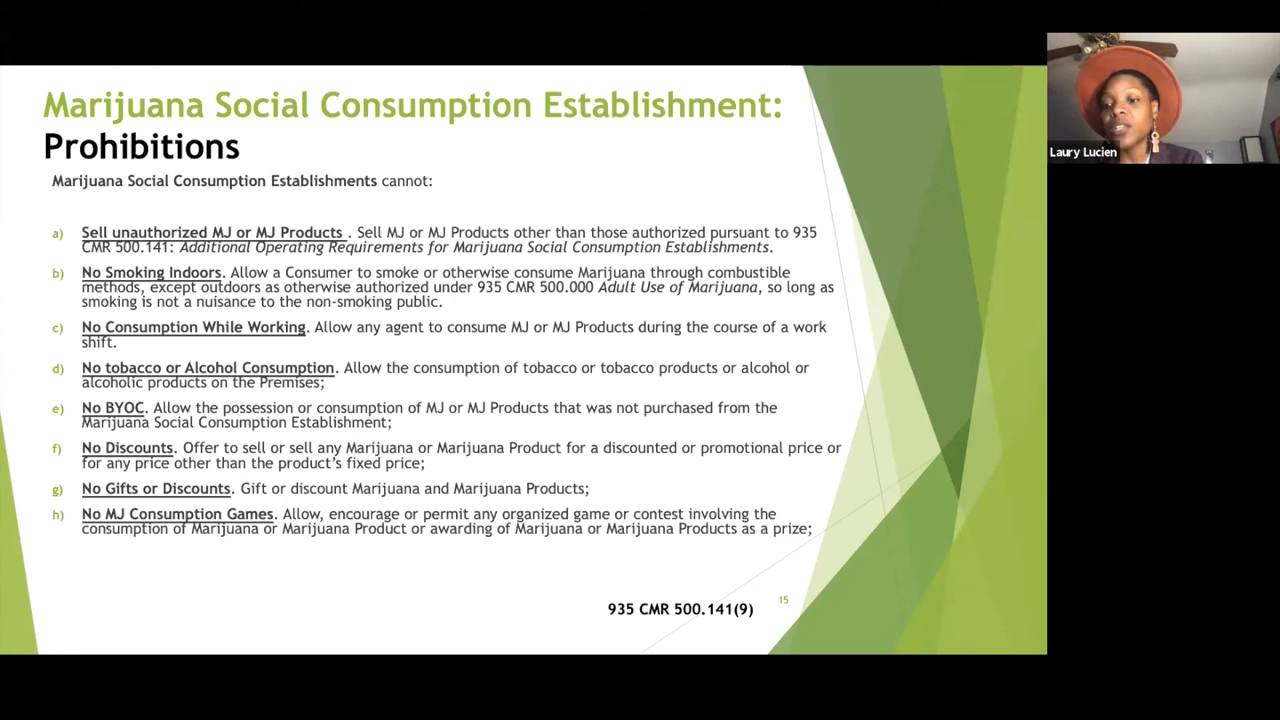 Marijuana Social Consumption Establishment:
Prohibitions
Laury Lucien
Marijuana Social Consumption Establishments cannot:
a) Sell unauthorized MJ or MJ Products . Sell MJ or MJ Products other than those authorized pursuant to 935
CMR 500.141: Additional Operating Requirements for Marijuana Social Consumption Establishments.
b) No Smoking Indoors. Allow a Consumer to smoke or otherwise consume Marijuana through combustible
methods, except outdoors as otherwise authorized under 935 CMR 500.000 Adult Use of Marijuana, so long as
smoking is not a nuisance to the non-smoking public.
c) No Consumption While Working. Allow any agent to consume MJ or MJ Products during the course of a work
shift.
d) No tobacco or Alcohol Consumption. Allow the consumption of tobacco or tobacco products or alcohol or
alcoholic products on the Premises;
e) No BYOC. Allow the possession or consumption of MJ or MJ Products that was not purchased from the
Marijuana Social Consumption Establishment;
f) No Discounts. Offer to sell or sell any Marijuana or Marijuana Product for a discounted or promotional price or
for any price other than the product's fixed price;
g) No Gifts or Discounts. Gift or discount Marijuana and Marijuana Products;
h) No MJ Consumption Games. Allow, encourage or permit any organized game or contest involving the
consumption of Marijuana or Marijuana Product or awarding of Marijuana or Marijuana Products as a prize;
15
935 CMR 500.141(9)